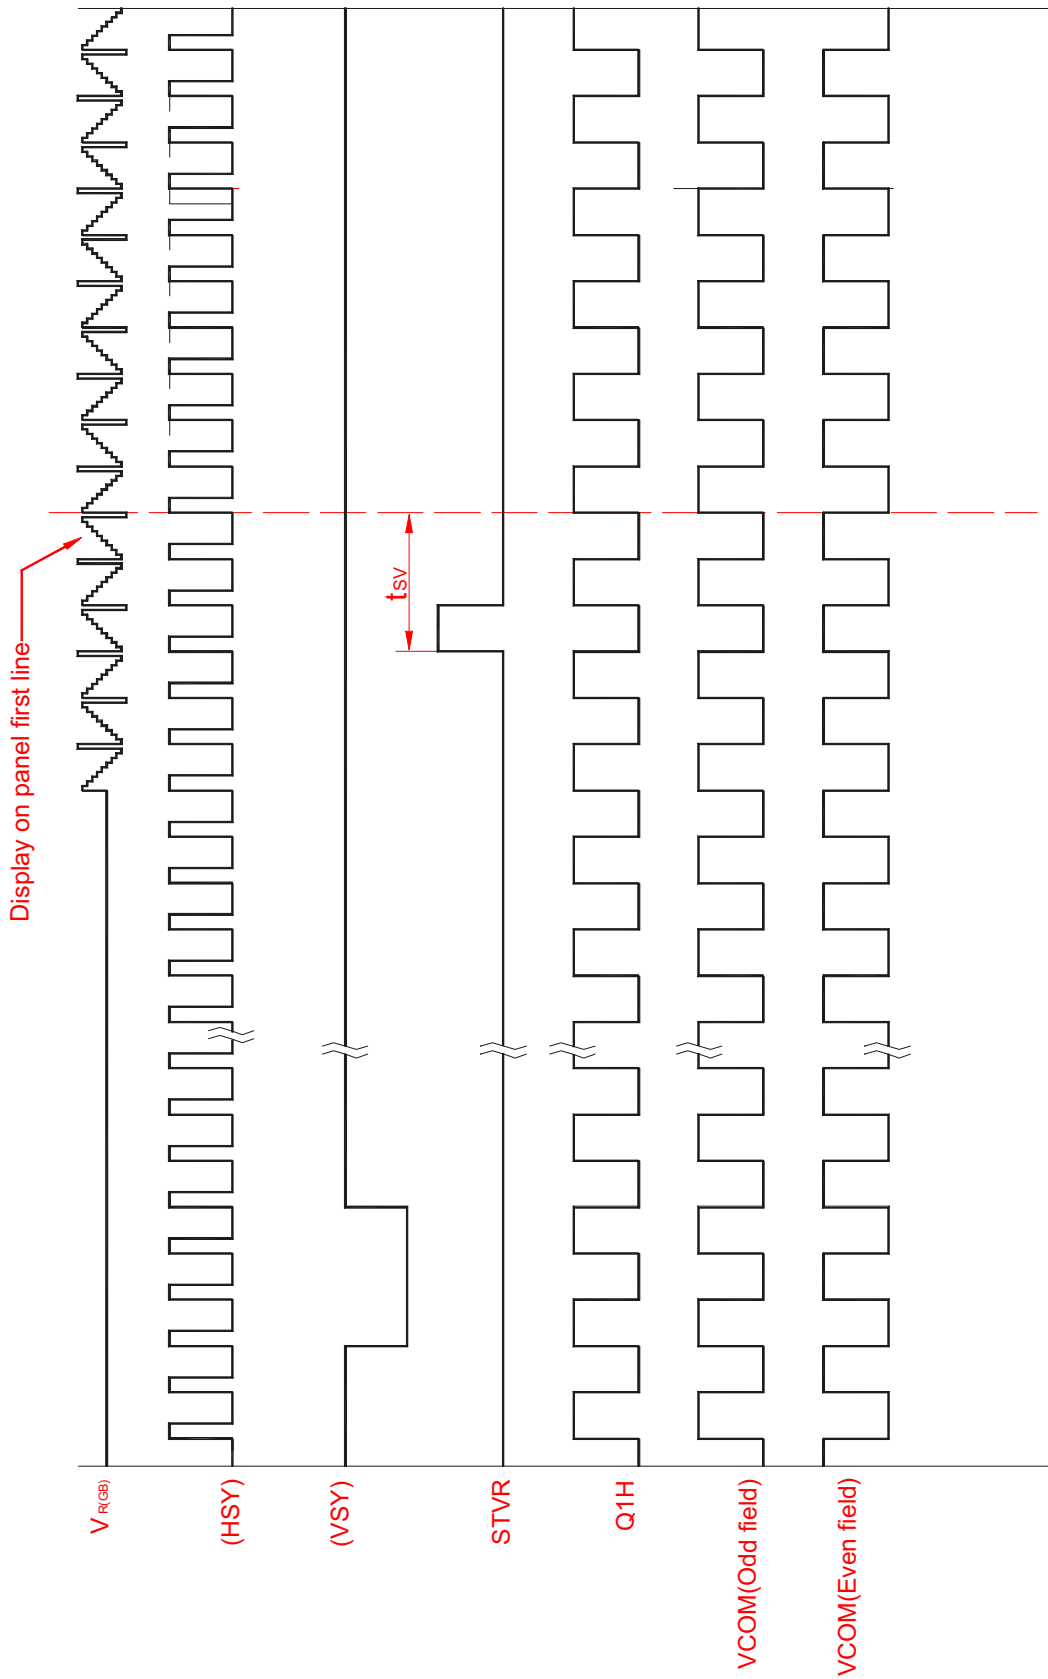 Display on panel first line
tSV
VR(GB)
(HSY)
(VSY)
STVR
Q1H
VCOM(Odd field)
VCOM(Even field)